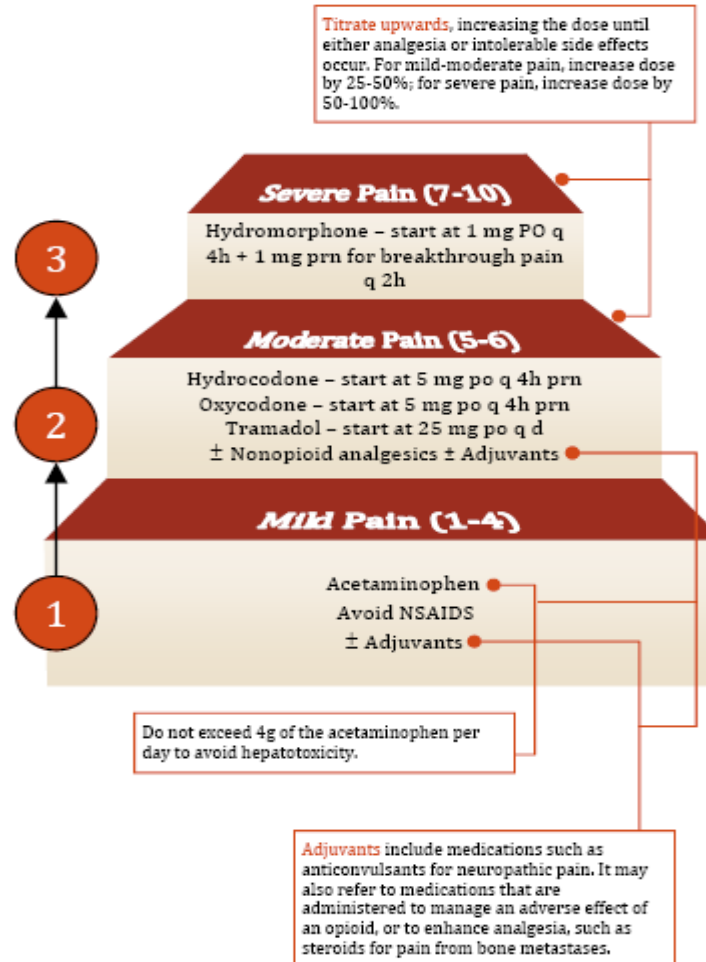 Titrate upwards, increasing the dose until
either analgesia or intolerable side effects
occur. For mild-moderate pain, increase dose
by 25-50%; for severe pain, increase dose by
50-100%.
Severe Pain (7-10)
Hydromorphone – start at 1 mg PO q
4h + 1 mg prn for breakthrough pain
q 2h
3
Moderate Pain (5-6)
Hydrocodone – start at 5 mg po q 4h prn
Oxycodone – start at 5 mg po q 4h prn
Tramadol – start at 25 mg po q d
± Nonopioid analgesics ± Adjuvants
2
Mild Pain (1-4)
Acetaminophen
Avoid NSAIDS
± Adjuvants
1
Do not exceed 4g of the acetaminophen per
day to avoid hepatotoxicity.
Adjuvants include medications such as
anticonvulsants for neuropathic pain. It may
also refer to medications that are
administered to manage an adverse effect of
an opioid, or to enhance analgesia, such as
steroids for pain from bone metastases.